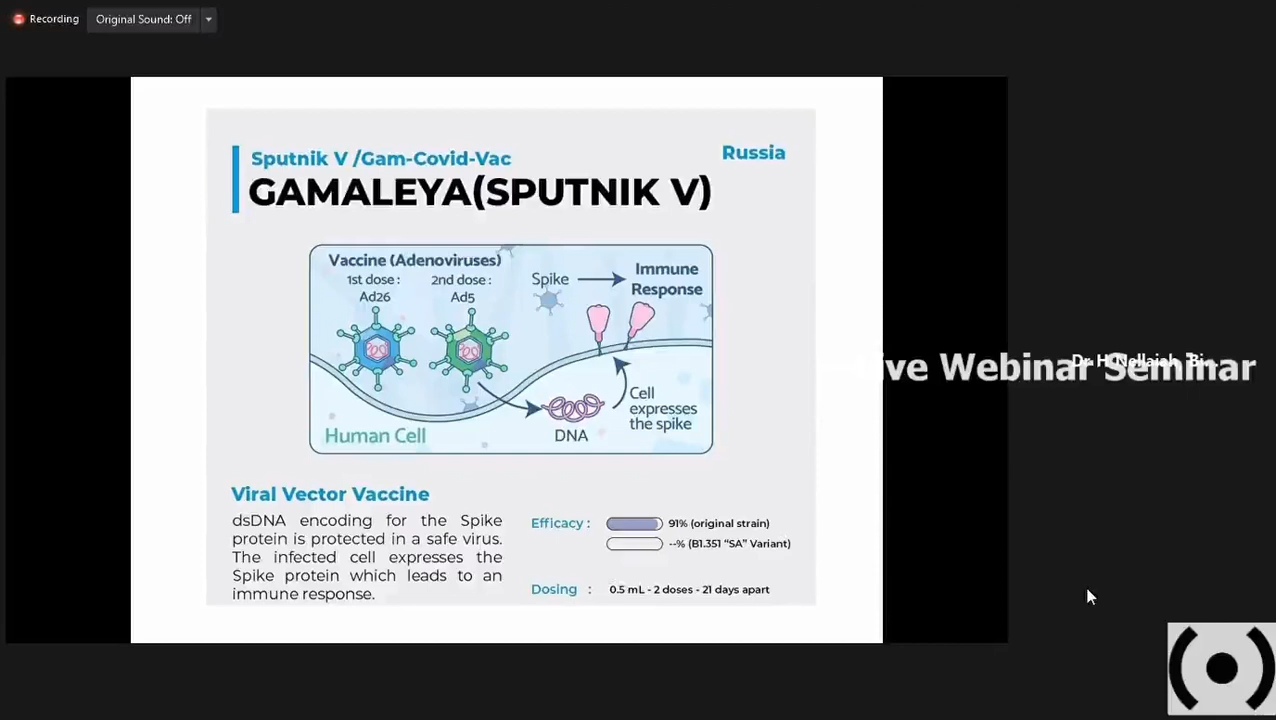 Recording
Original Sound: Off
Sputnik V /Gam-Covid-Vac
Russia
GAMALEYA(SPUTNIK V)
Vaccine (Adenoviruses)
1st dose :
Ad26
2nd dose :
Ad5
Spike
Immune
Response
Cell
expresses
the spike
DNA
Human Cell
Viral Vector Vaccine
dsDNA encoding for the Spike
protein is protected in a safe virus.
The infected cell expresses the
Spike protein which leads to an
immune response.
Efficacy :
91% (original strain)
--% (B1.351 “SA” Variant)
Dosing :
0.5 mL - 2 doses - 21 days apart
Webinar Seminar